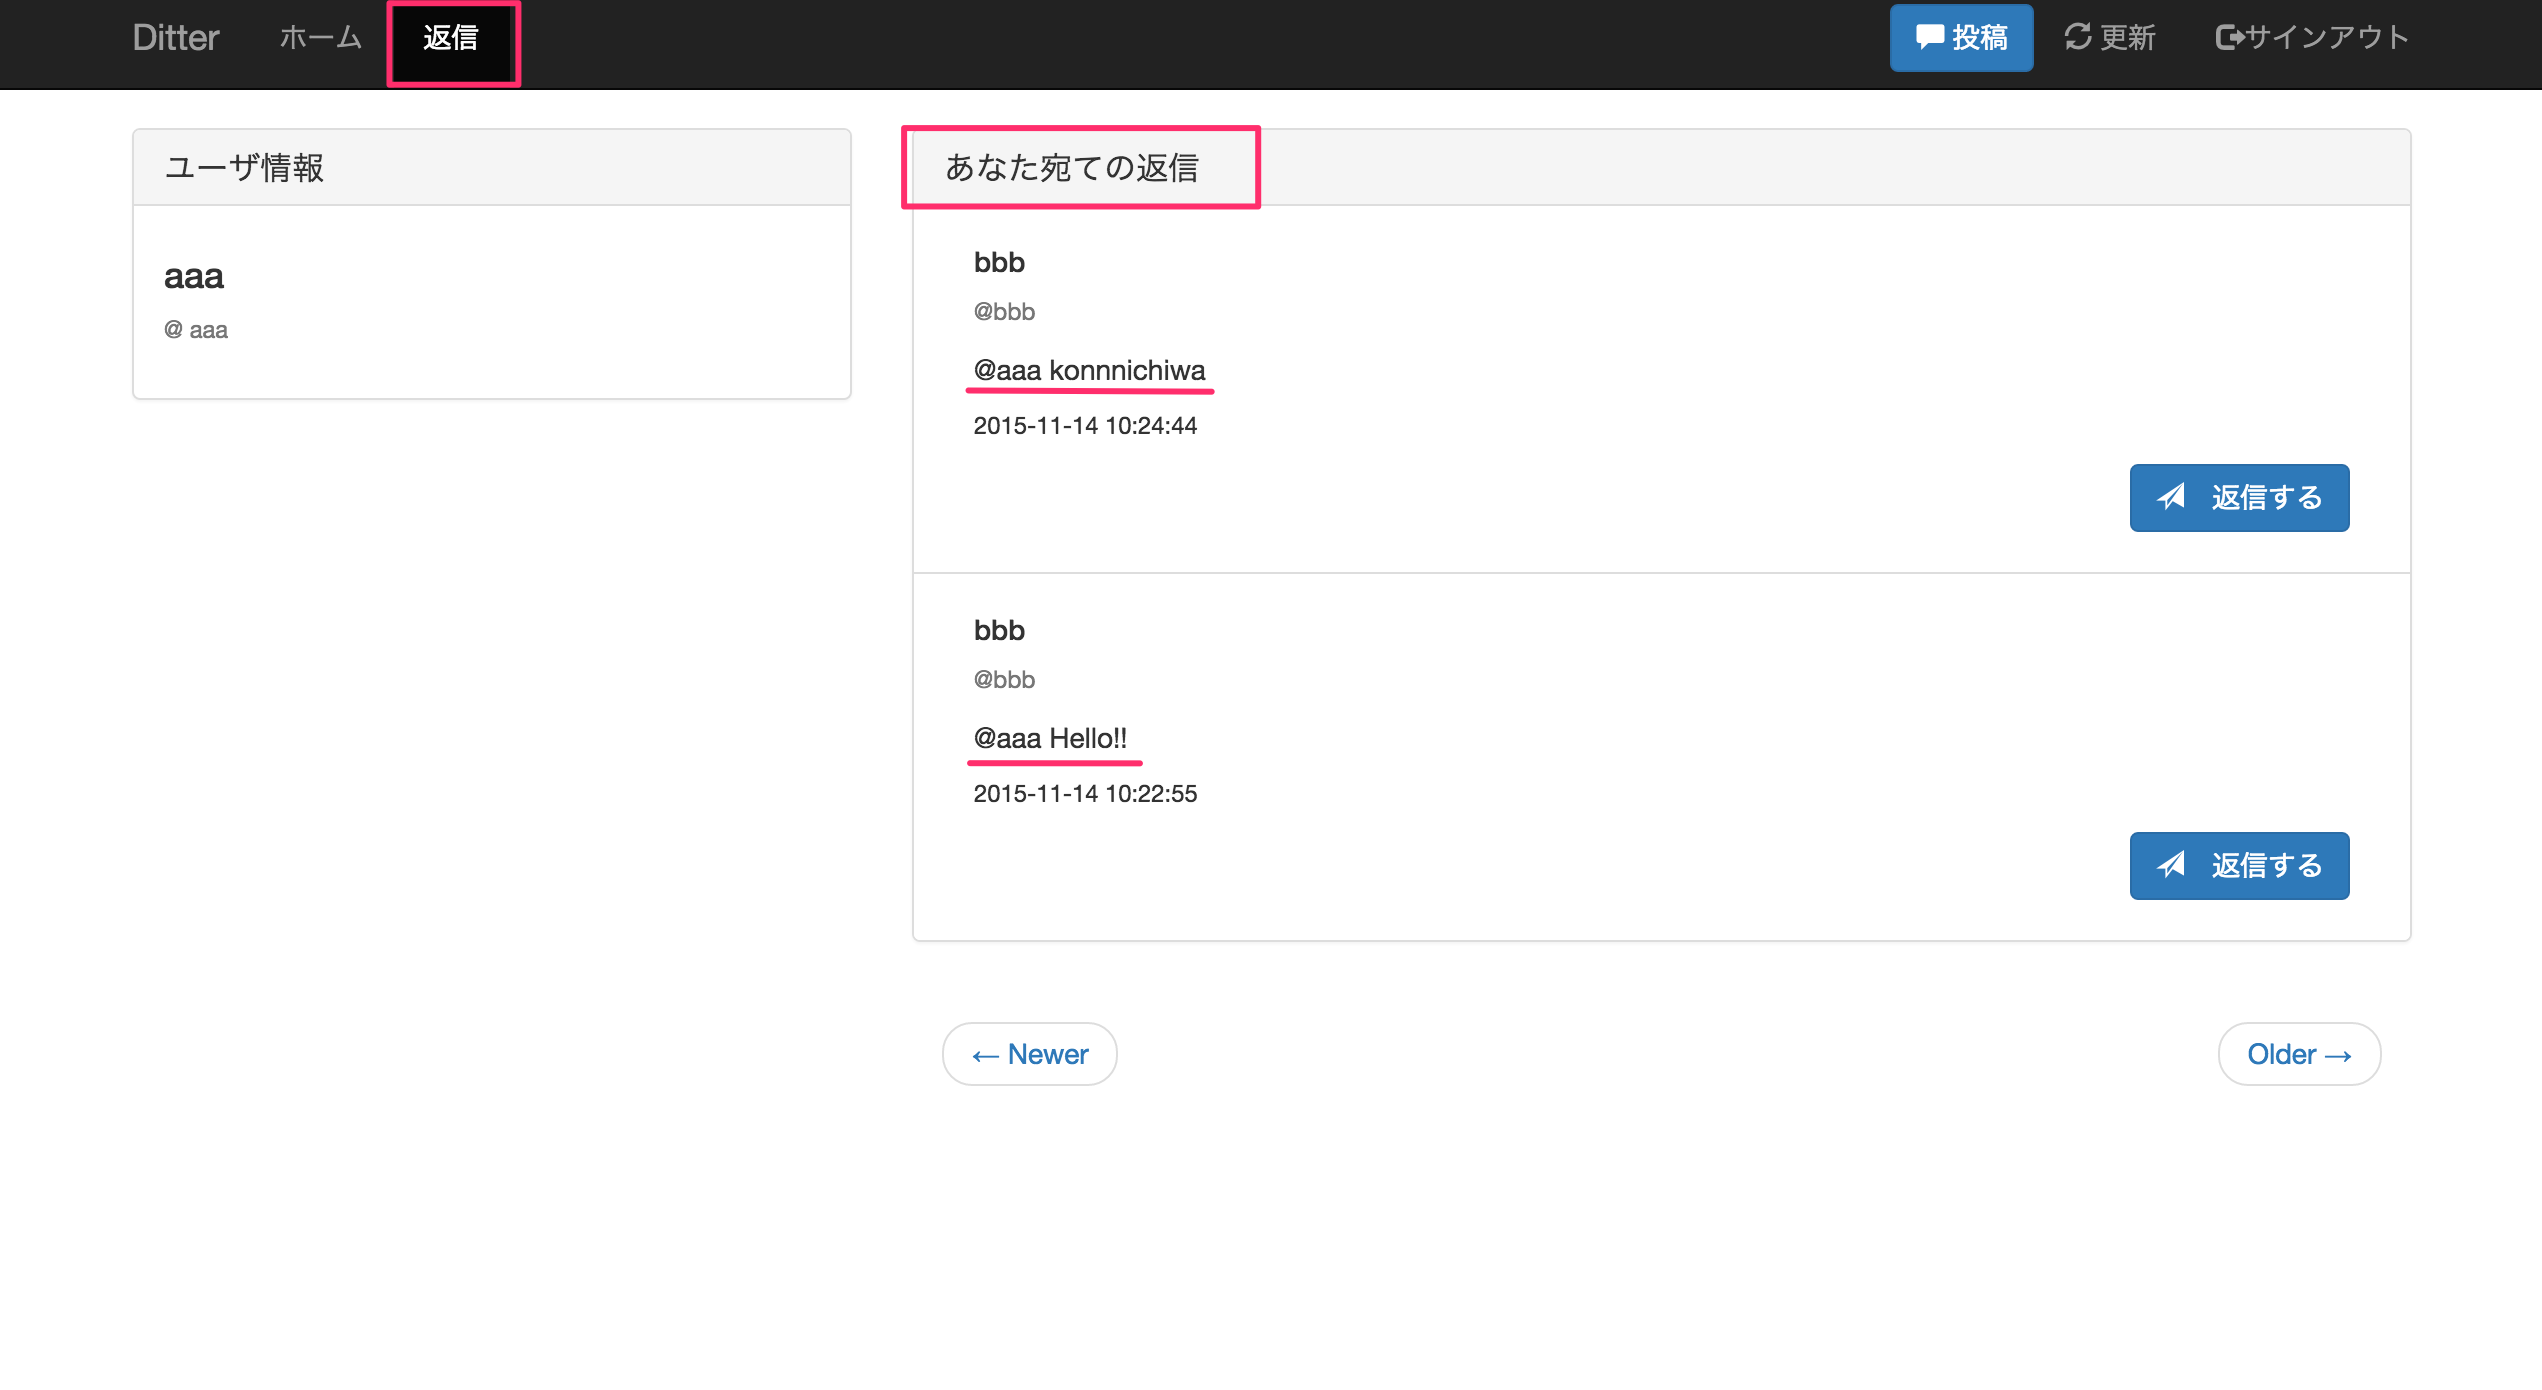 Ditter ホーム 返信 投稿 更新 サインアウト
ユーザ情報
aaa
@ aaa
あなた宛ての返信
bbb
@bbb
@aaa konnnichiwa
2015-11-14 10:24:44
返信する
bbb
@bbb
@aaa Hello!!
2015-11-14 10:22:55
返信する
← Newer
Older →